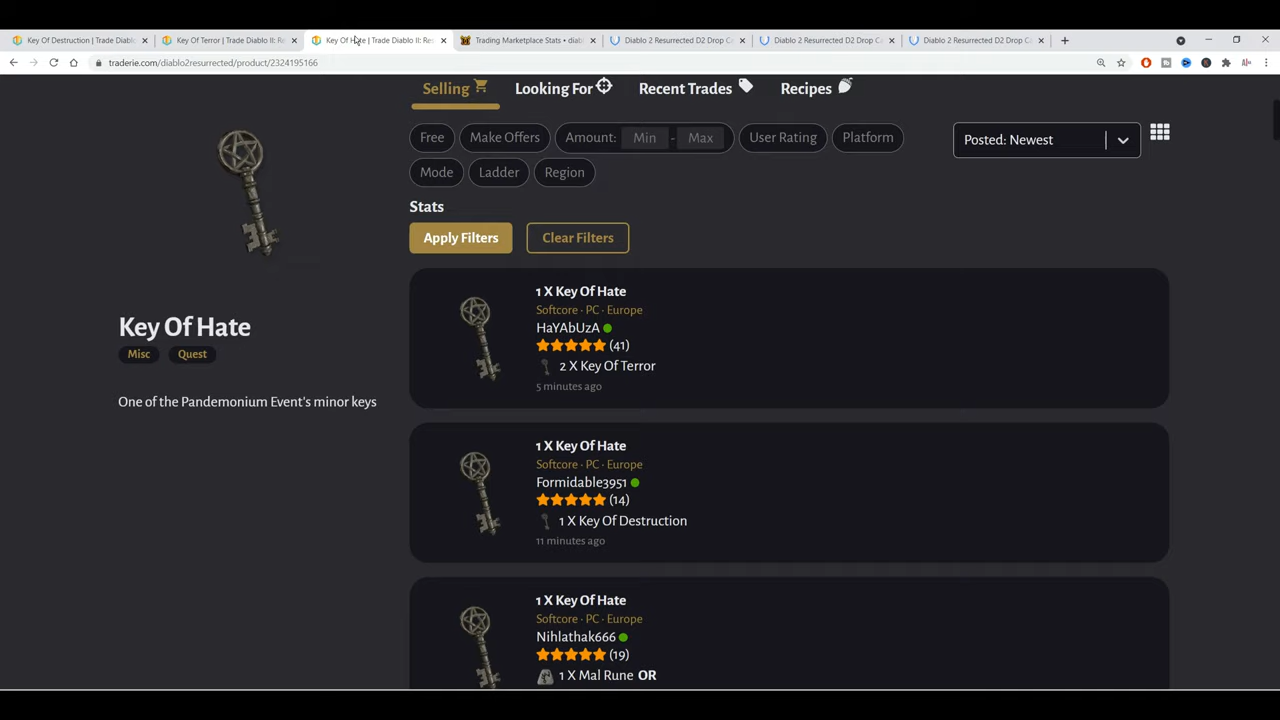 Key Of Destruction | Trade Diablo
Key Of Terror | Trade Diablo II: Re
Key Of Hate | Trade Diablo II: Res
Trading Marketplace Stats • diab
Diablo 2 Resurrected D2 Drop C
Diablo 2 Resurrected D2 Drop C
Diablo 2 Resurrected D2 Drop C
traderie.com/diablo2resurrected/product/2324195166
Selling
Looking For
Recent Trades
Recipes
Free
Make Offers
Amount: Min - Max
User Rating
Platform
Posted: Newest
Mode
Ladder
Region
Stats
Apply Filters
Clear Filters
Key Of Hate
Misc
Quest
One of the Pandemonium Event's minor keys
1 X Key Of Hate
Softcore · PC · Europe
HaYAbUzA
(41)
2 X Key Of Terror
5 minutes ago
1 X Key Of Hate
Softcore · PC · Europe
Formidable3951
(14)
1 X Key Of Destruction
11 minutes ago
1 X Key Of Hate
Softcore · PC · Europe
Nihlathak666
(19)
1 X Mal Rune OR